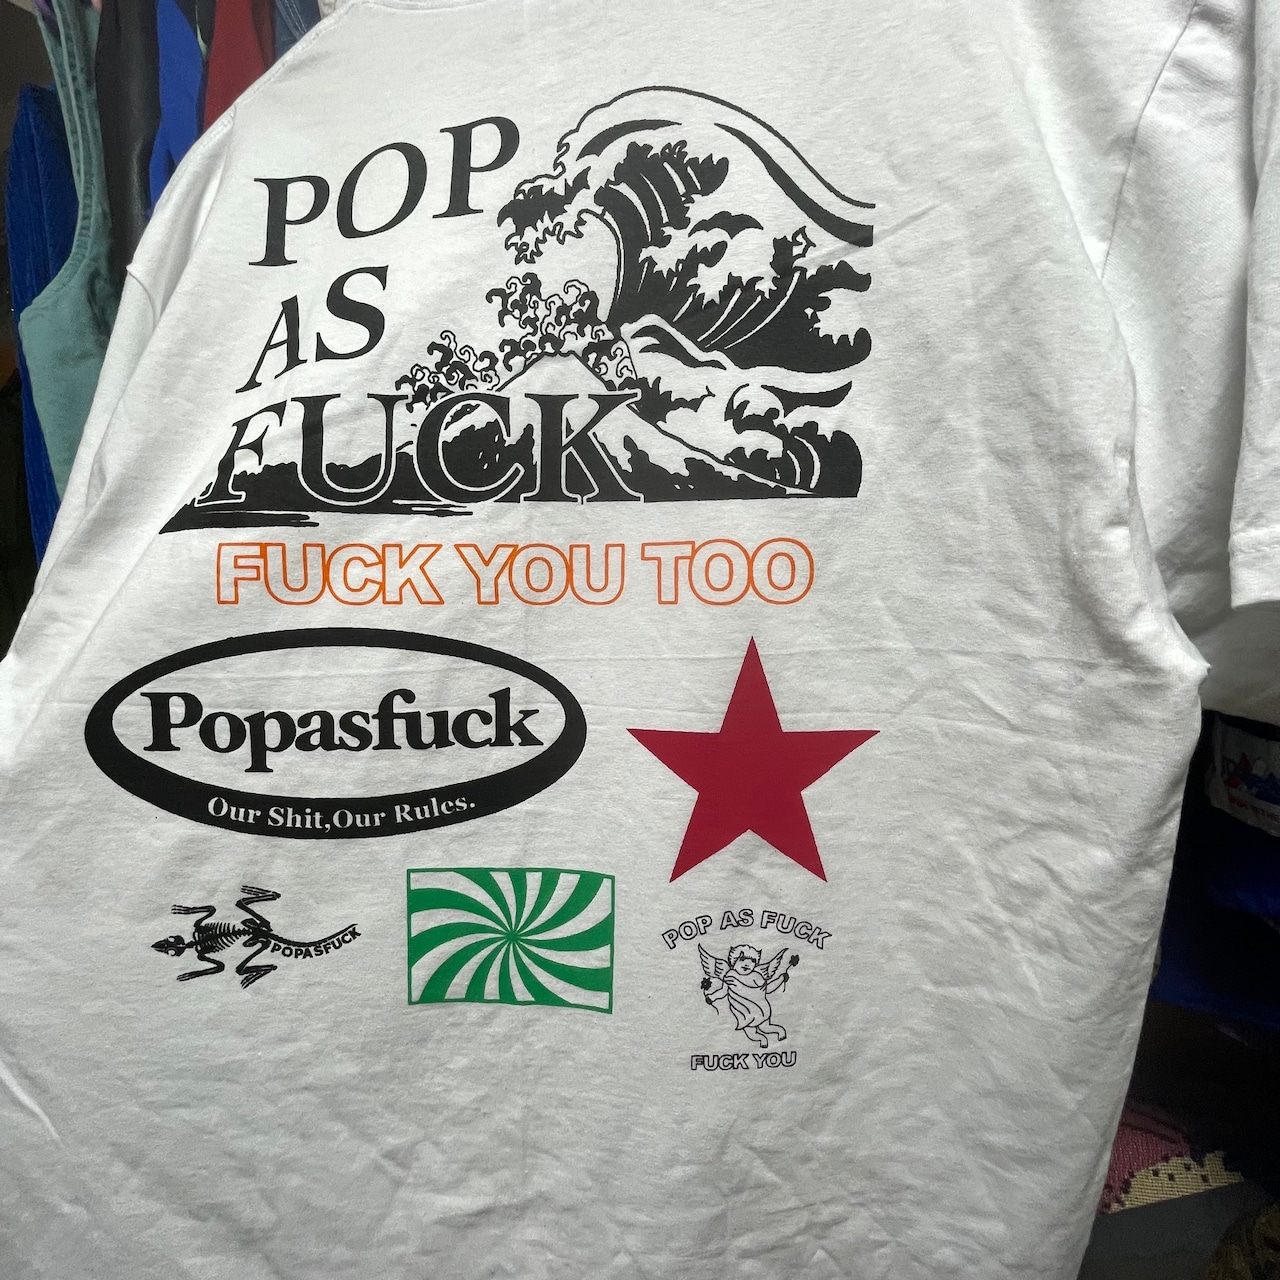 POP
AS
FUCK
FUCK YOU TOO
Popasfuck
Our Shit,Our Rules.
POPASFUCK
POP AS FUCK
FUCK YOU